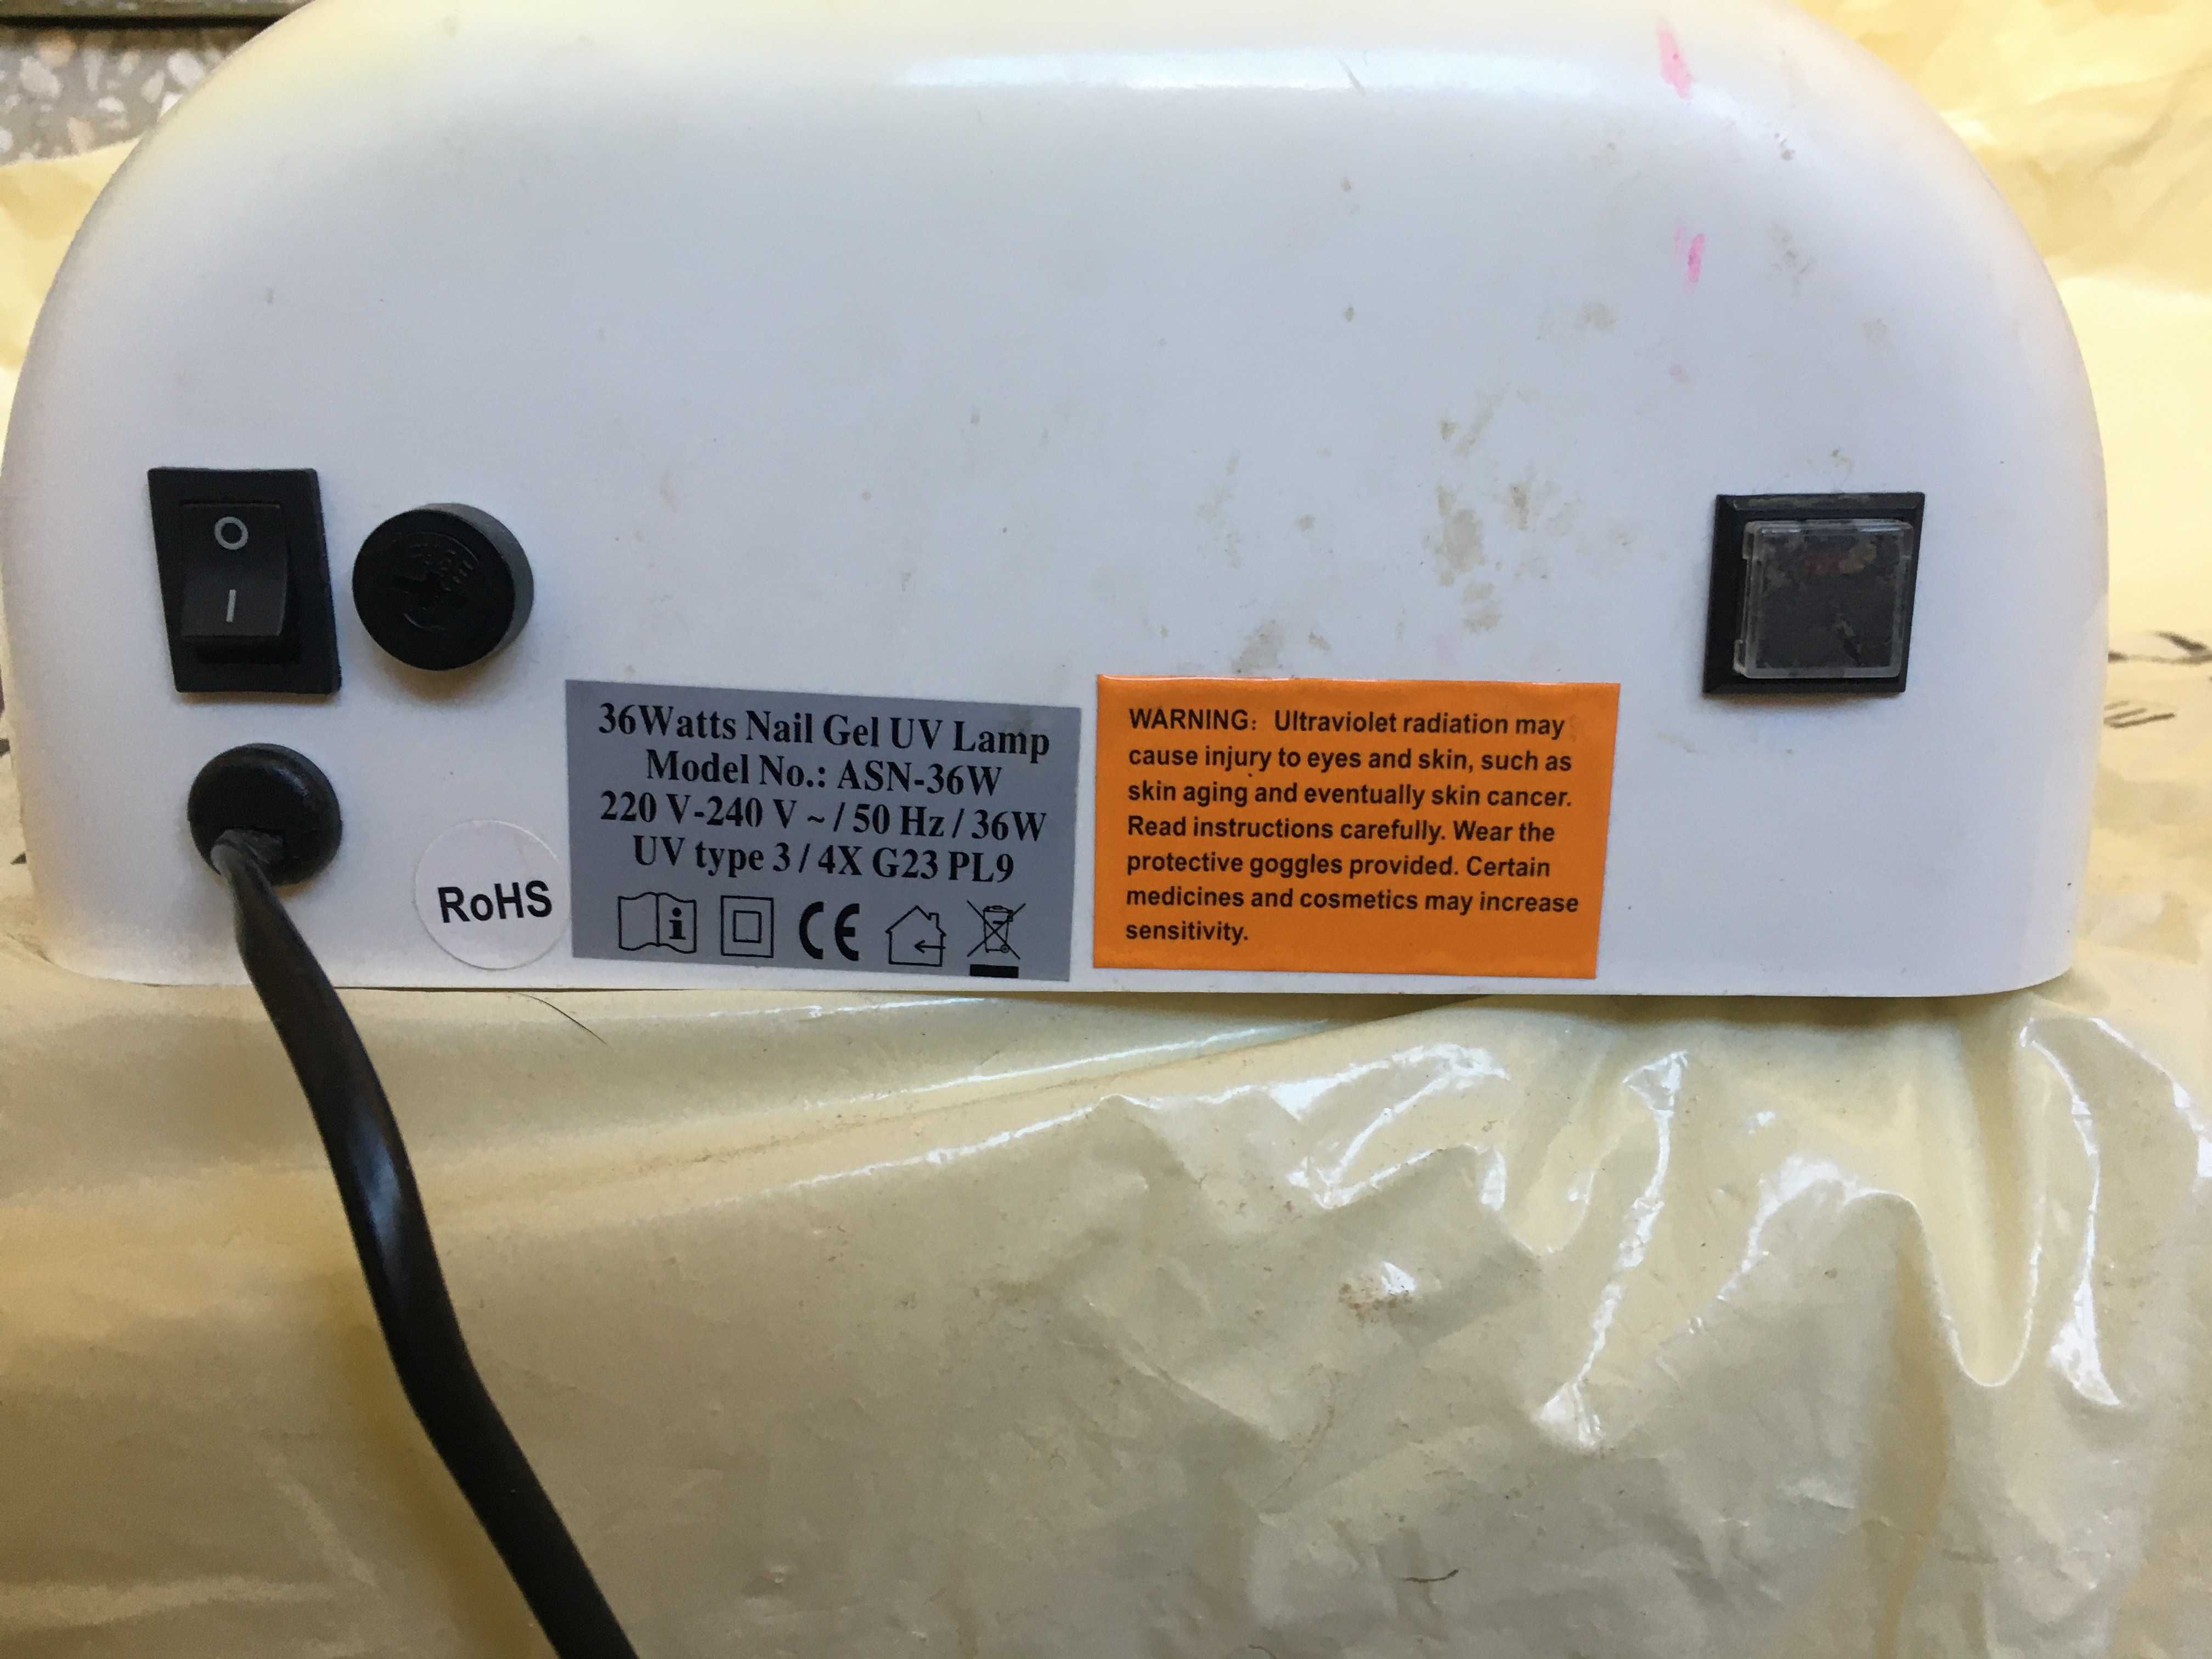 O
I
36Watts Nail Gel UV Lamp
Model No.: ASN-36W
220 V-240 V ~ / 50 Hz / 36W
UV type 3 / 4X G23 PL9
i
CE
RoHS
WARNING: Ultraviolet radiation may
cause injury to eyes and skin, such as
skin aging and eventually skin cancer.
Read instructions carefully. Wear the
protective goggles provided. Certain
medicines and cosmetics may increase
sensitivity.